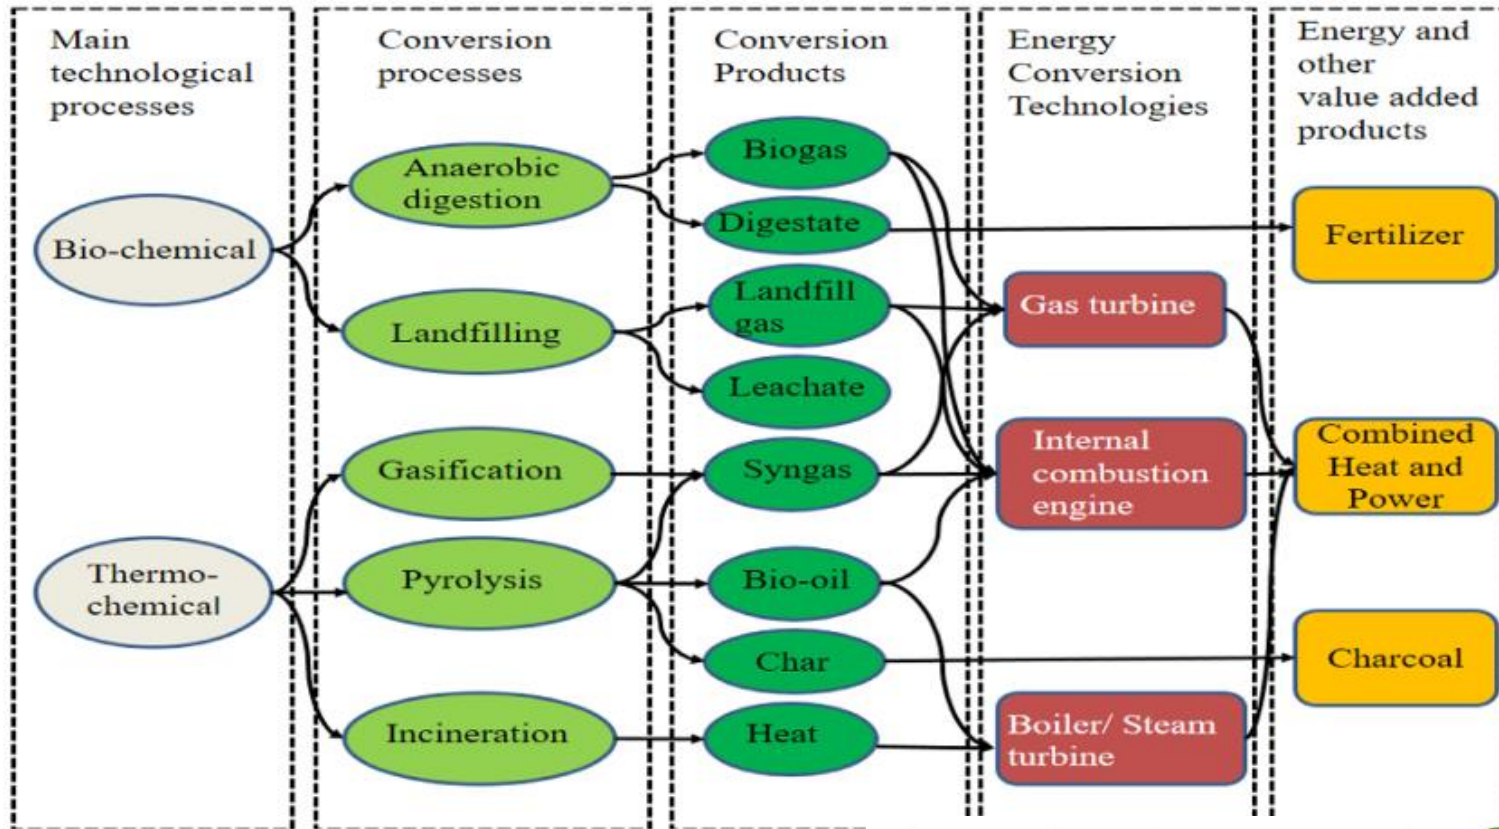 Main
technological
processes
Conversion
processes
Conversion
Products
Energy
Conversion
Technologies
Energy and
other
value added
products
Bio-chemical
Thermo-
chemical
Anaerobic
digestion
Landfilling
Gasification
Pyrolysis
Incineration
Biogas
Digestate
Landfill
gas
Leachate
Syngas
Bio-oil
Char
Heat
Gas turbine
Internal
combustion
engine
Boiler/ Steam
turbine
Fertilizer
Combined
Heat and
Power
Charcoal